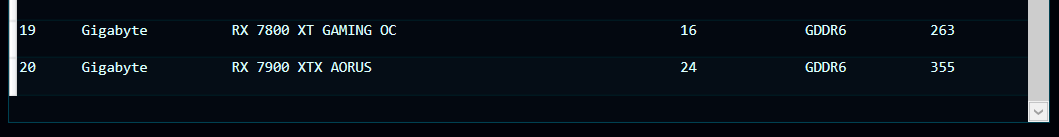 19 Gigabyte RX 7800 XT GAMING OC 16 GDDR6 263
20 Gigabyte RX 7900 XTX AORUS 24 GDDR6 355